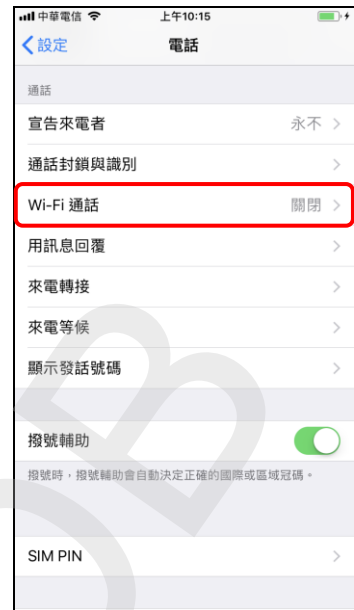 中華電信 上午10:15
設定 電話
通話
宣告來電者 永不
通話封鎖與識別
Wi-Fi 通話 關閉
用訊息回覆
來電轉接
來電等候
顯示發話號碼
撥號輔助
撥號時，撥號輔助會自動決定正確的國際或區域冠碼。
SIM PIN